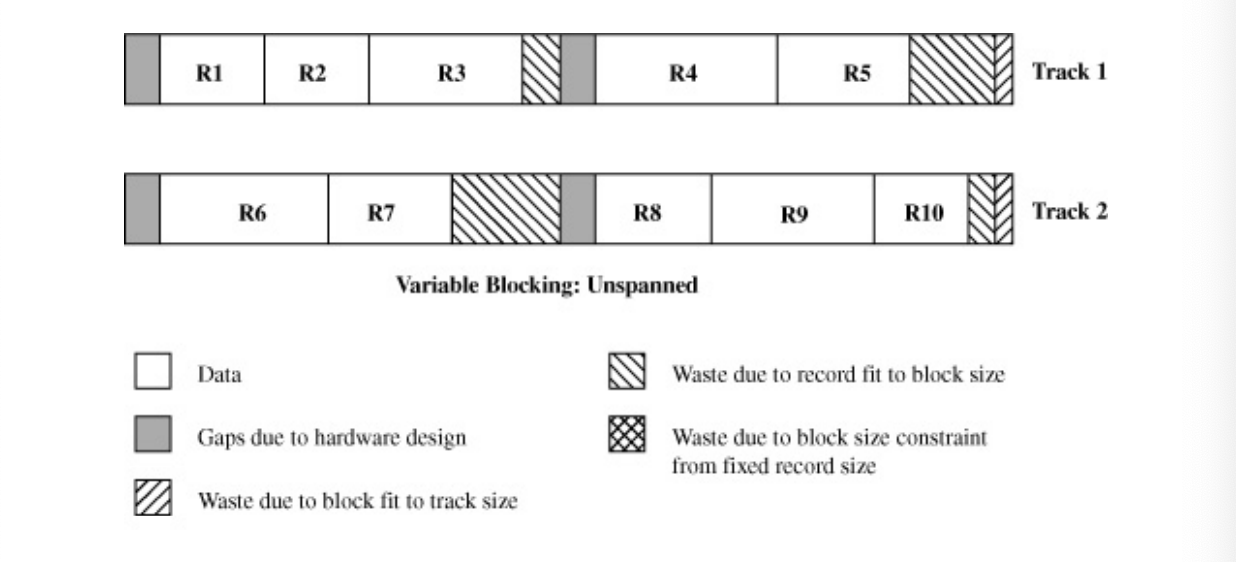 R1 R2 R3 R4 R5 Track 1
R6 R7 R8 R9 R10 Track 2
Variable Blocking: Unspanned
Data
Gaps due to hardware design
Waste due to block fit to track size
Waste due to record fit to block size
Waste due to block size constraint
from fixed record size